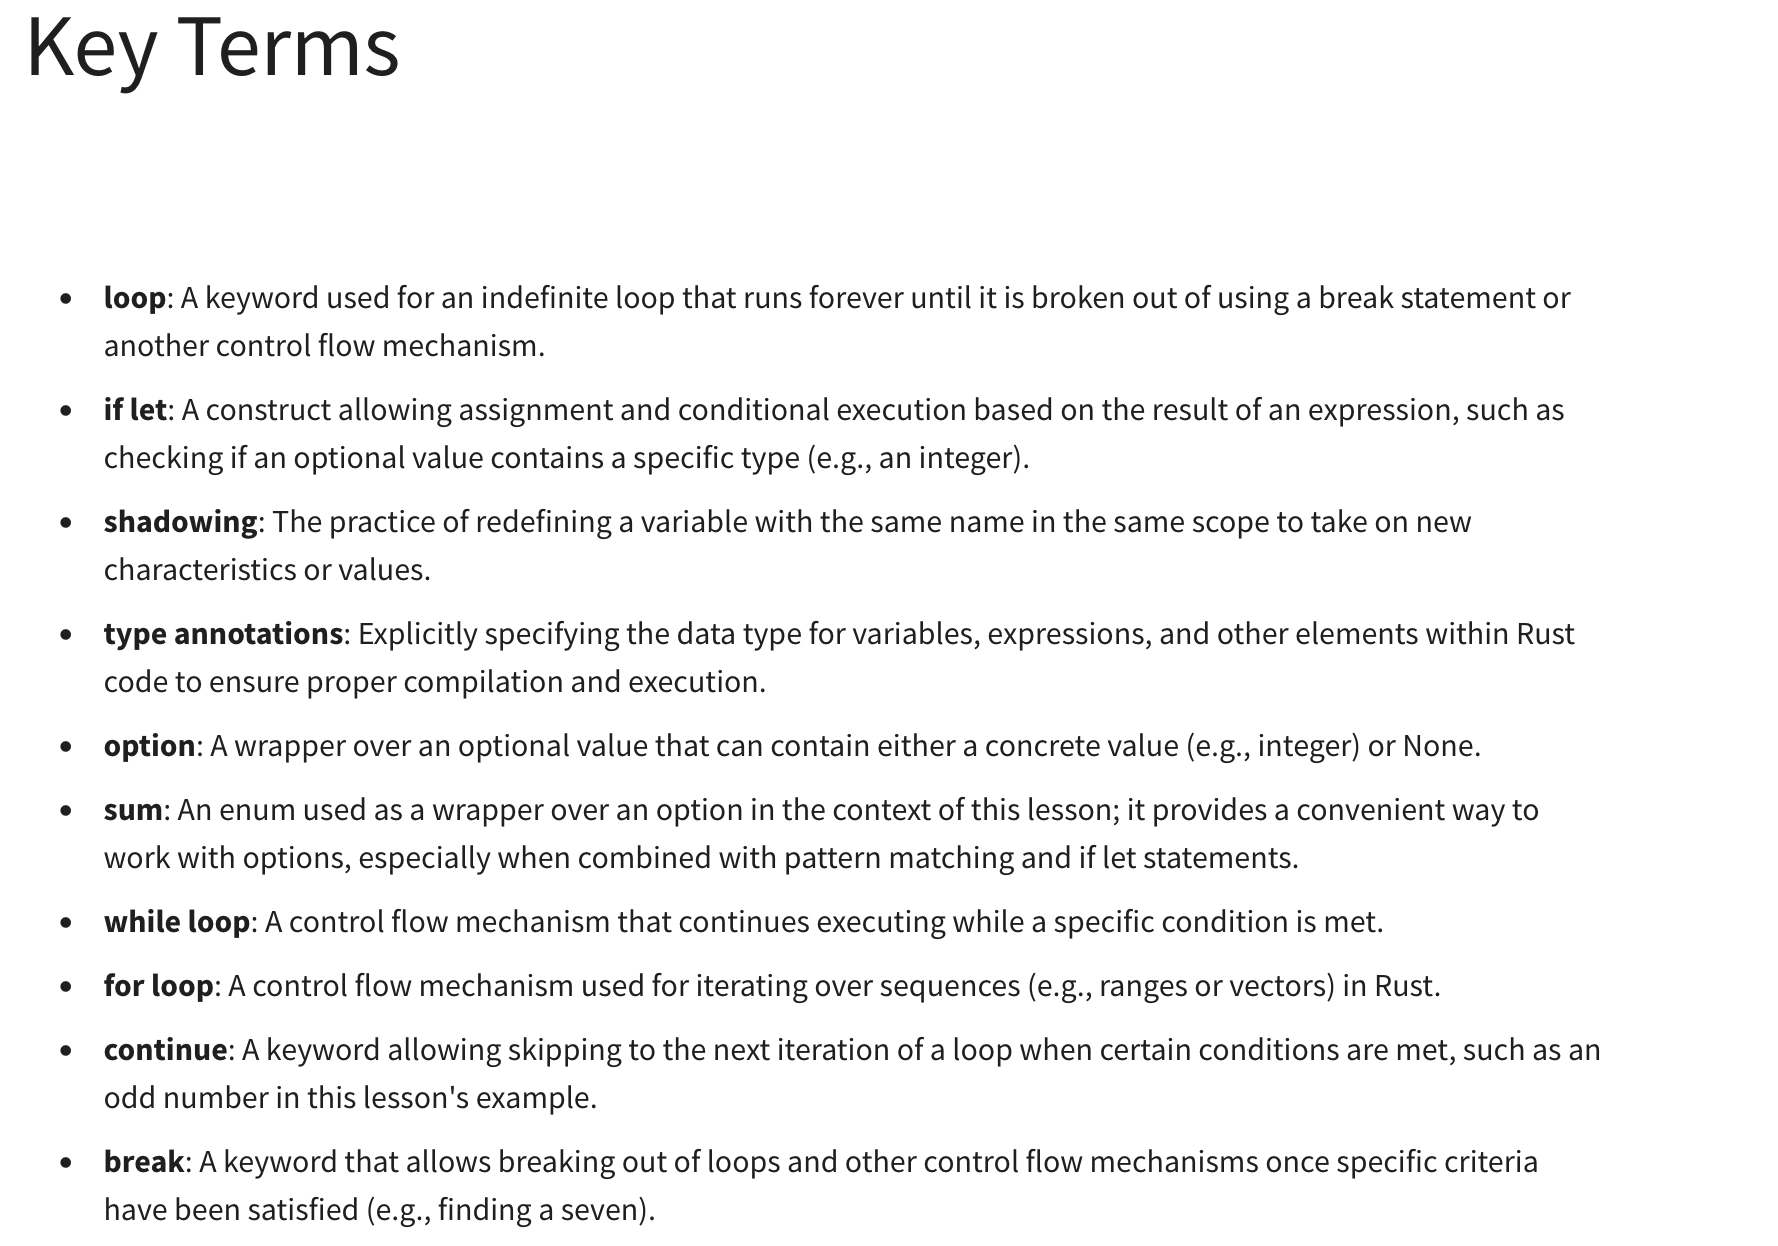 Key Terms
• loop: A keyword used for an indefinite loop that runs forever until it is broken out of using a break statement or
another control flow mechanism.
• if let: A construct allowing assignment and conditional execution based on the result of an expression, such as
checking if an optional value contains a specific type (e.g., an integer).
• shadowing: The practice of redefining a variable with the same name in the same scope to take on new
characteristics or values.
• type annotations: Explicitly specifying the data type for variables, expressions, and other elements within Rust
code to ensure proper compilation and execution.
• option: A wrapper over an optional value that can contain either a concrete value (e.g., integer) or None.
• sum: An enum used as a wrapper over an option in the context of this lesson; it provides a convenient way to
work with options, especially when combined with pattern matching and if let statements.
• while loop: A control flow mechanism that continues executing while a specific condition is met.
• for loop: A control flow mechanism used for iterating over sequences (e.g., ranges or vectors) in Rust.
• continue: A keyword allowing skipping to the next iteration of a loop when certain conditions are met, such as an
odd number in this lesson's example.
• break: A keyword that allows breaking out of loops and other control flow mechanisms once specific criteria
have been satisfied (e.g., finding a seven).